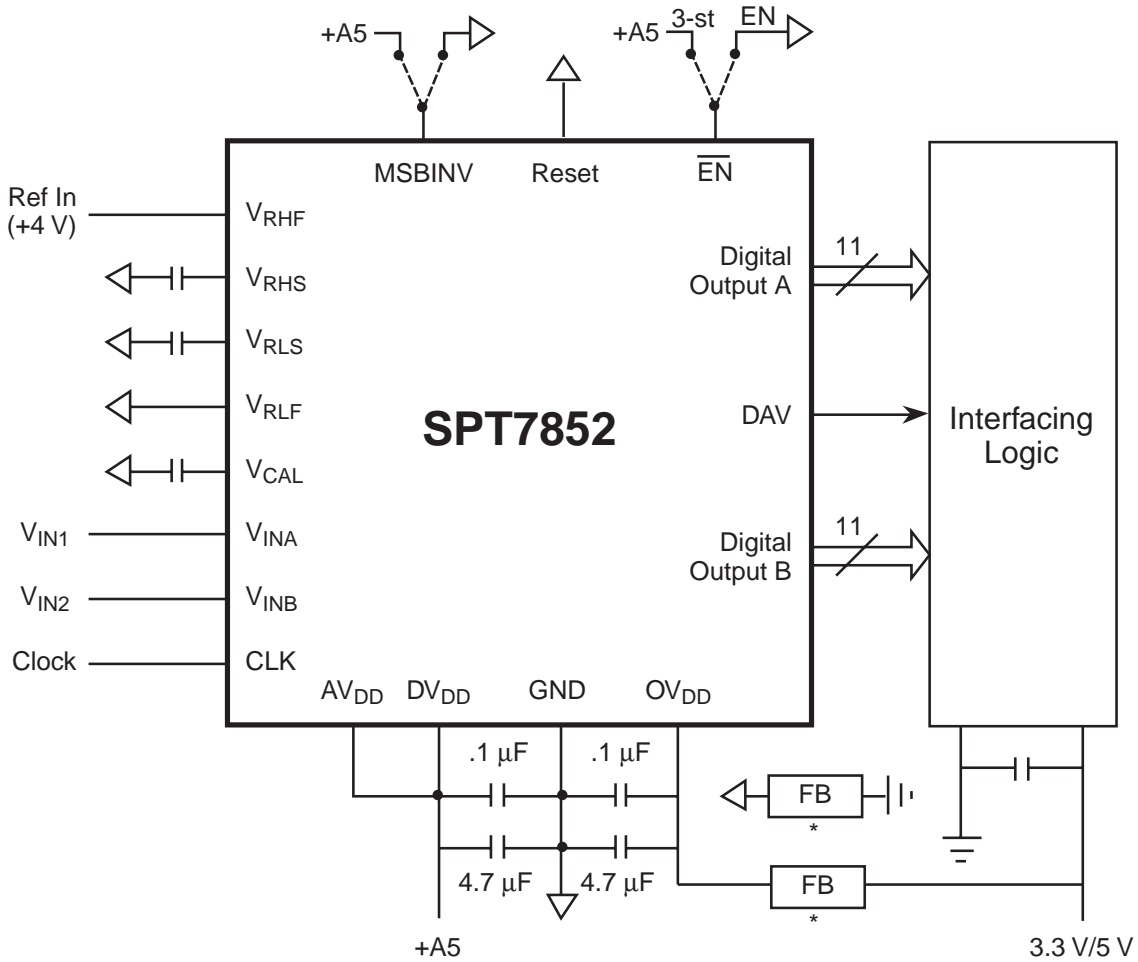 +A5
+A5 3-st EN
MSBINV
Reset
EN
Ref In
(+4 V)
VRHF
VRHS
VRLS
VRLF
VCAL
VIN1
VINA
VIN2
VINB
Clock
CLK
SPT7852
Digital
Output A
11
DAV
Digital
Output B
11
Interfacing
Logic
AVDD
DVDD
GND
OVDD
.1 μF
.1 μF
4.7 μF
4.7 μF
FB
*
FB
*
+A5
3.3 V/5 V